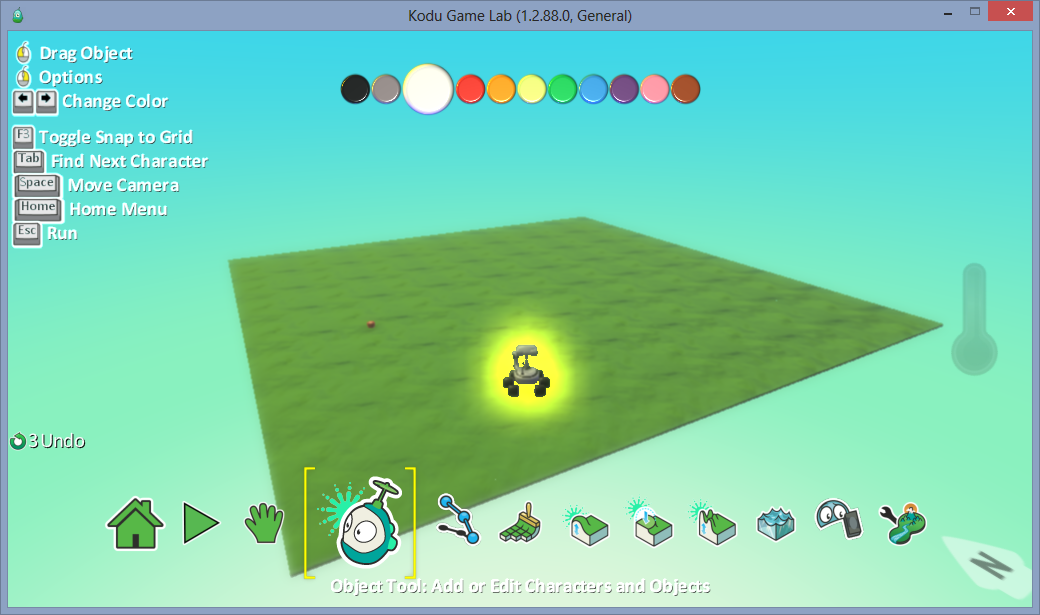 Kodu Game Lab (1.2.88.0, General)
Drag Object
Options
Change Color
F3 Toggle Snap to Grid
Tab Find Next Character
Space Move Camera
Home Home Menu
Esc Run
3 Undo
Object Tool: Add or Edit Characters and Objects
N